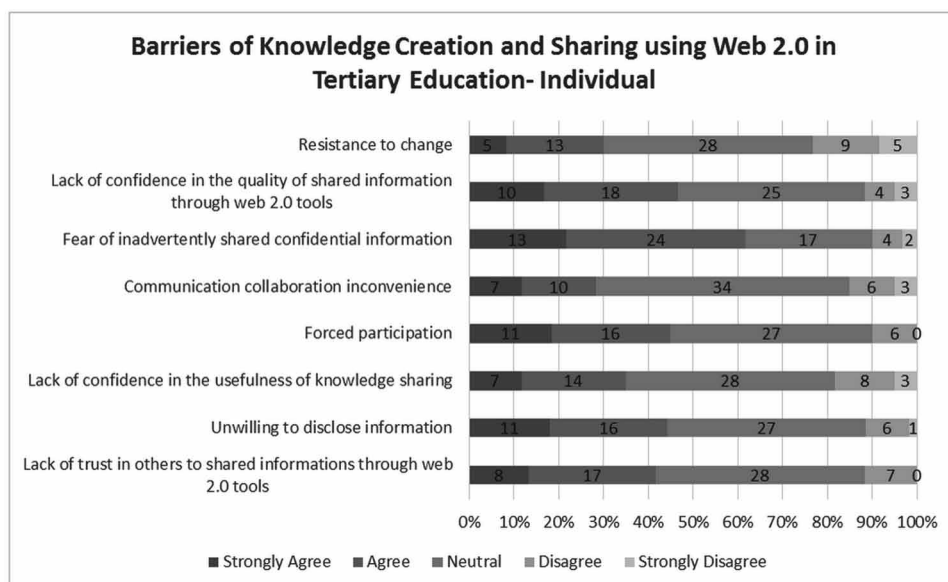 Barriers of Knowledge Creation and Sharing using Web 2.0 in
Tertiary Education- Individual
Resistance to change 5 13 28 9 5
Lack of confidence in the quality of shared information
through web 2.0 tools 10 18 25 4 3
Fear of inadvertently shared confidential information 13 24 17 4 2
Communication collaboration inconvenience 7 10 34 6 3
Forced participation 11 16 27 6 0
Lack of confidence in the usefulness of knowledge sharing 7 14 28 8 3
Unwilling to disclose information 11 16 27 6 1
Lack of trust in others to shared informations through web
2.0 tools 8 17 28 7 0
0% 10% 20% 30% 40% 50% 60% 70% 80% 90% 100%
Strongly Agree Agree Neutral Disagree Strongly Disagree